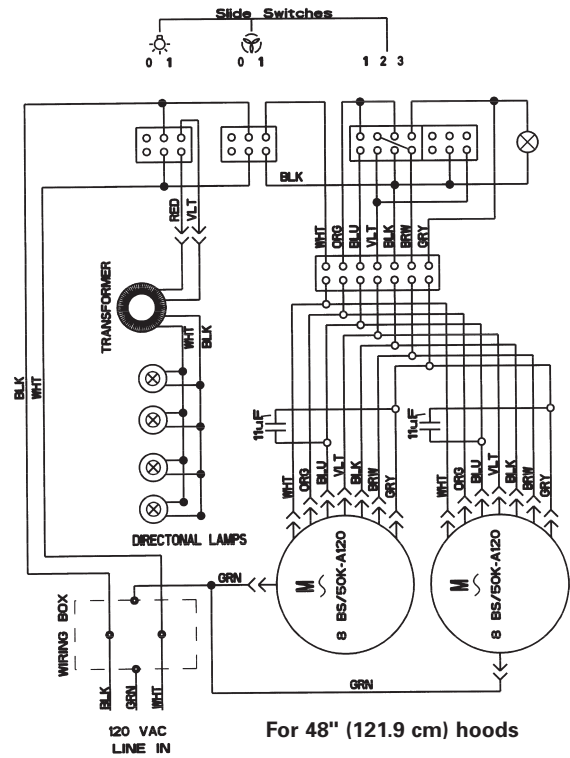 Slide Switches
0 1
0 1
1 2 3
BLK
RED
VLT
WHT
ORG
BLU
VLT
BLK
BRW
GRY
TRANSFORMER
WHT
BLK
BLK
WHT
11uF
11uF
WHT
ORG
BLU
VLT
BLK
BRW
GRY
WHT
ORG
BLU
VLT
BLK
BRW
GRY
DIRECTONAL LAMPS
GRN
M
8 BS/50K-A120
M
8 BS/50K-A120
WIRING BOX
BLK
GRN
WHT
GRN
120 VAC
LINE IN
For 48" (121.9 cm) hoods